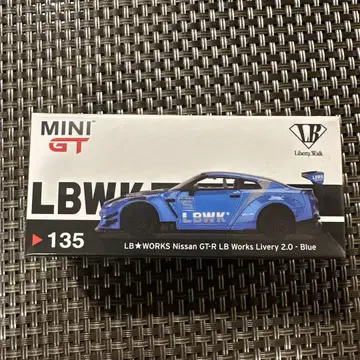 MINI
GT
LB
Liberty Walk
LBWK
LBWK
135
LB★WORKS Nissan GT-R LB Works Livery 2.0 - Blue